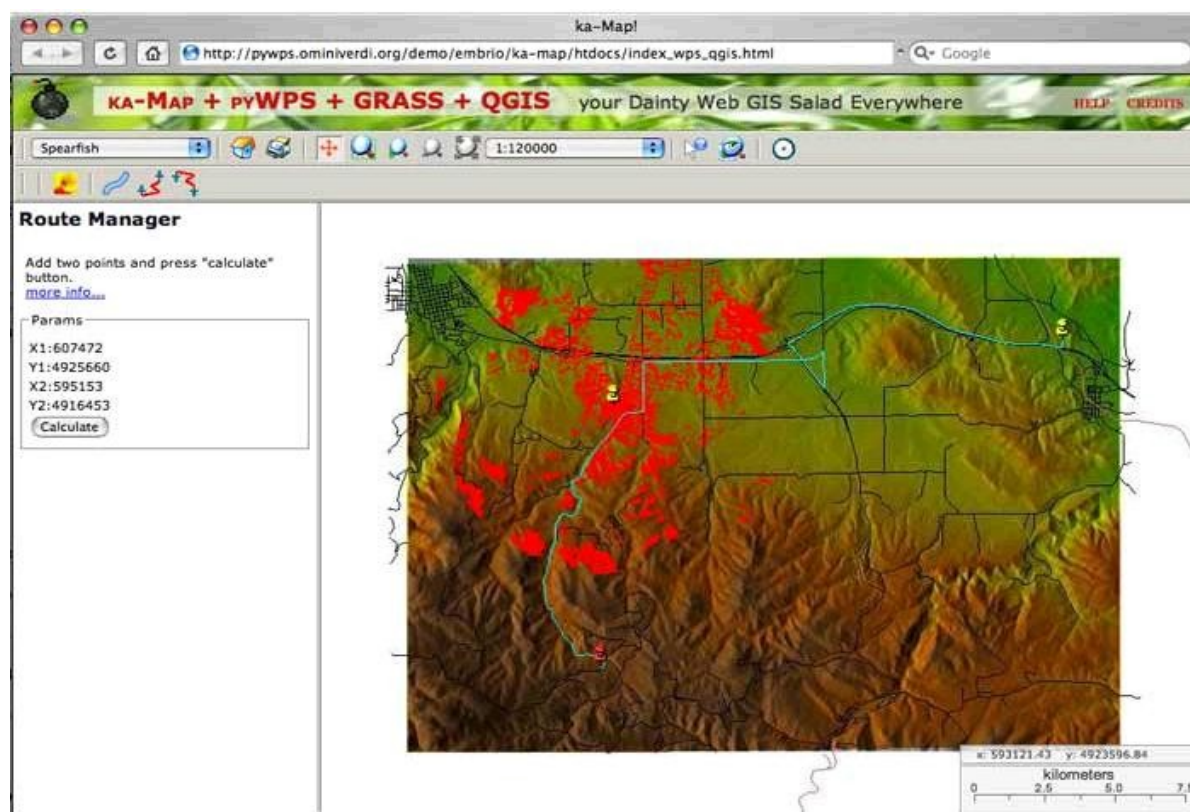 ka-Map!
http://pywps.ominiverdi.org/demo/embrio/ka-map/htdocs/index_wps_qgis.html
Google
KA-MAP + PYWPS + GRASS + QGIS your Dainty Web GIS Salad Everywhere
HELP CREDITS
Spearfish
1:120000
Route Manager
Add two points and press "calculate"
button.
more info...
Params
X1:607472
Y1:4925660
X2:595153
Y2:4916453
Calculate
x: 593121.43 y: 4923596.84
kilometers
0 2.5 5.0 7.5